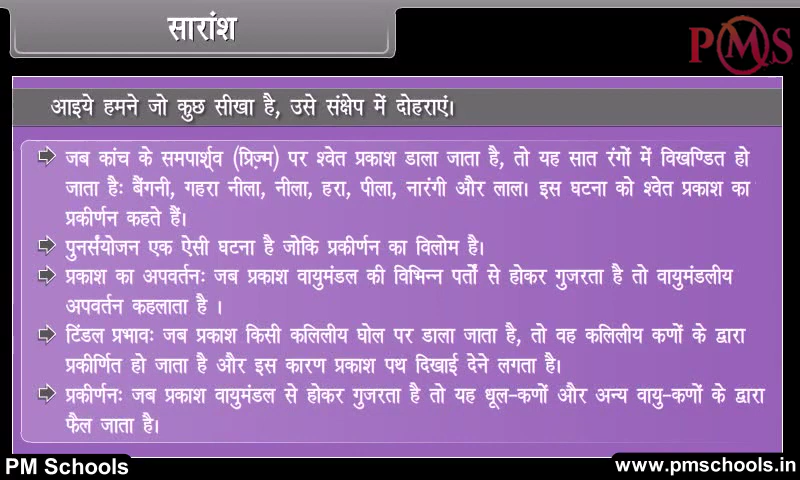 सारांश
PMS
आइये हमने जो कुछ सीखा है, उसे संक्षेप में दोहराएं।
जब कांच के समपार्श्व (प्रिज़्म) पर श्वेत प्रकाश डाला जाता है, तो यह सात रंगों में विखण्डित हो
जाता हैः बैंगनी, गहरा नीला, नीला, हरा, पीला, नारंगी और लाल। इस घटना को श्वेत प्रकाश का
प्रकीर्णन कहते हैं।
पुनर्संयोजन एक ऐसी घटना है जोकि प्रकीर्णन का विलोम है।
प्रकाश का अपवर्तनः जब प्रकाश वायुमंडल की विभिन्न पर्तों से होकर गुजरता है तो वायुमंडलीय
अपवर्तन कहलाता है ।
टिंडल प्रभावः जब प्रकाश किसी कलिलीय घोल पर डाला जाता है, तो वह कलिलीय कणों के द्वारा
प्रकीर्णित हो जाता है और इस कारण प्रकाश पथ दिखाई देने लगता है।
प्रकीर्णनः जब प्रकाश वायुमंडल से होकर गुजरता है तो यह धूल-कणों और अन्य वायु-कणों के द्वारा
फैल जाता है।
PM Schools
www.pmschools.in